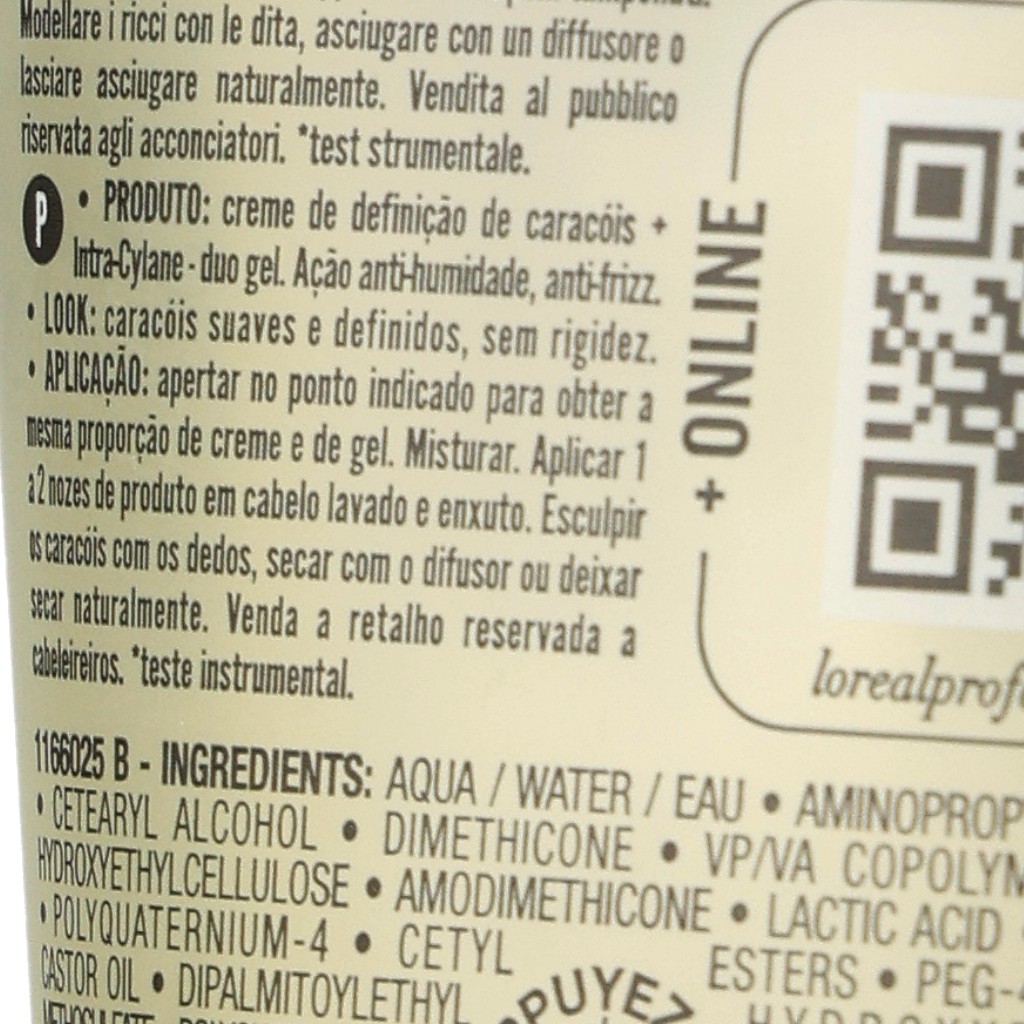 Modellare i ricci con le dita, asciugare con un diffusore o
lasciare asciugare naturalmente. Vendita al pubblico
riservata agli acconciatori. *test strumentale.
P • PRODUTO: creme de definição de caracóis +
Intra-Cylane - duo gel. Ação anti-humidade, anti-frizz.
• LOOK: caracóis suaves e definidos, sem rigidez.
• APLICAÇÃO: apertar no ponto indicado para obter a
mesma proporção de creme e de gel. Misturar. Aplicar 1
a 2 nozes de produto em cabelo lavado e enxuto. Esculpir
os caracóis com os dedos, secar com o difusor ou deixar
secar naturalmente. Venda a retalho reservada a
cabeleireiros. *teste instrumental.
+ ONLINE
lorealprofe
1166025 B - INGREDIENTS: AQUA / WATER / EAU • AMINOPROP
• CETEARYL ALCOHOL • DIMETHICONE • VP/VA COPOLYM
HYDROXYETHYLCELLULOSE • AMODIMETHICONE • LACTIC ACID •
• POLYQUATERNIUM-4 • CETYL ESTERS • PEG-4
CASTOR OIL • DIPALMITOYLETHYL HYDROXY
PUYEZ